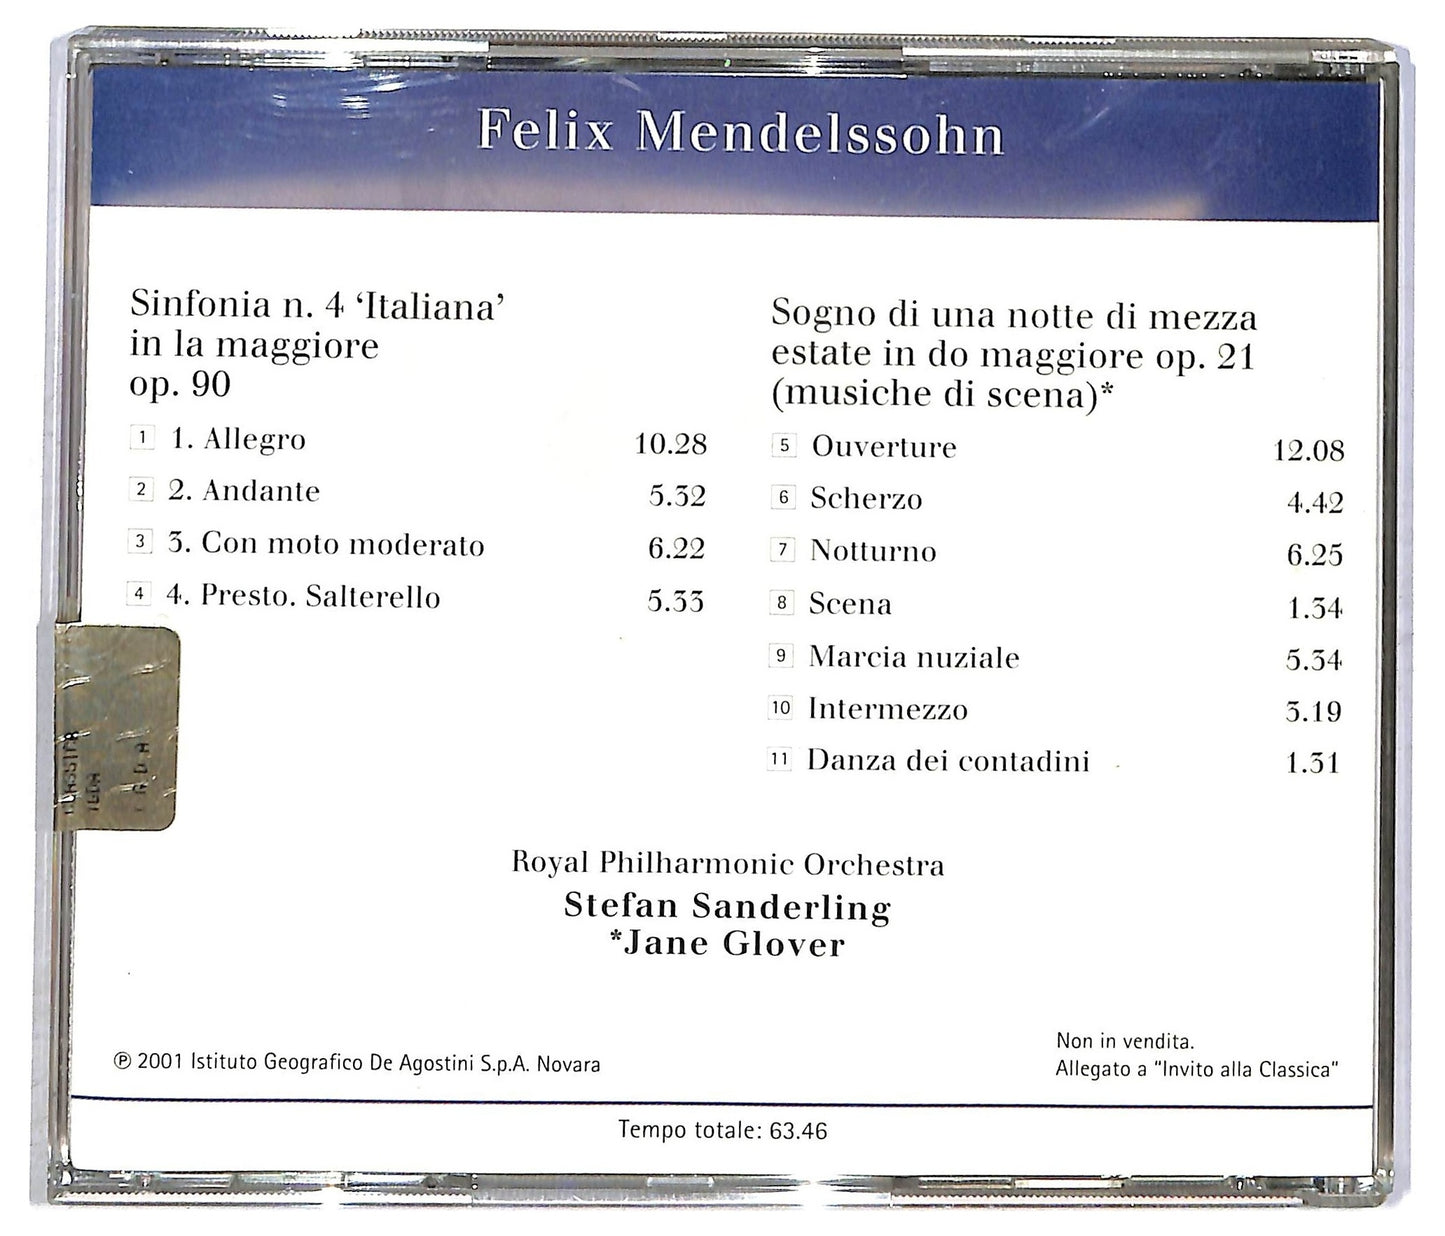 Felix Mendelssohn
Sinfonia n. 4 ‘Italiana’
in la maggiore
op. 90
1 1. Allegro 10.28
2 2. Andante 5.32
3 3. Con moto moderato 6.22
4 4. Presto. Salterello 5.33
Sogno di una notte di mezza
estate in do maggiore op. 21
(musiche di scena)*
5 Ouverture 12.08
6 Scherzo 4.42
7 Notturno 6.25
8 Scena 1.34
9 Marcia nuziale 5.34
10 Intermezzo 3.19
11 Danza dei contadini 1.31
Royal Philharmonic Orchestra
Stefan Sanderling
*Jane Glover
℗ 2001 Istituto Geografico De Agostini S.p.A. Novara
Non in vendita.
Allegato a "Invito alla Classica"
Tempo totale: 63.46